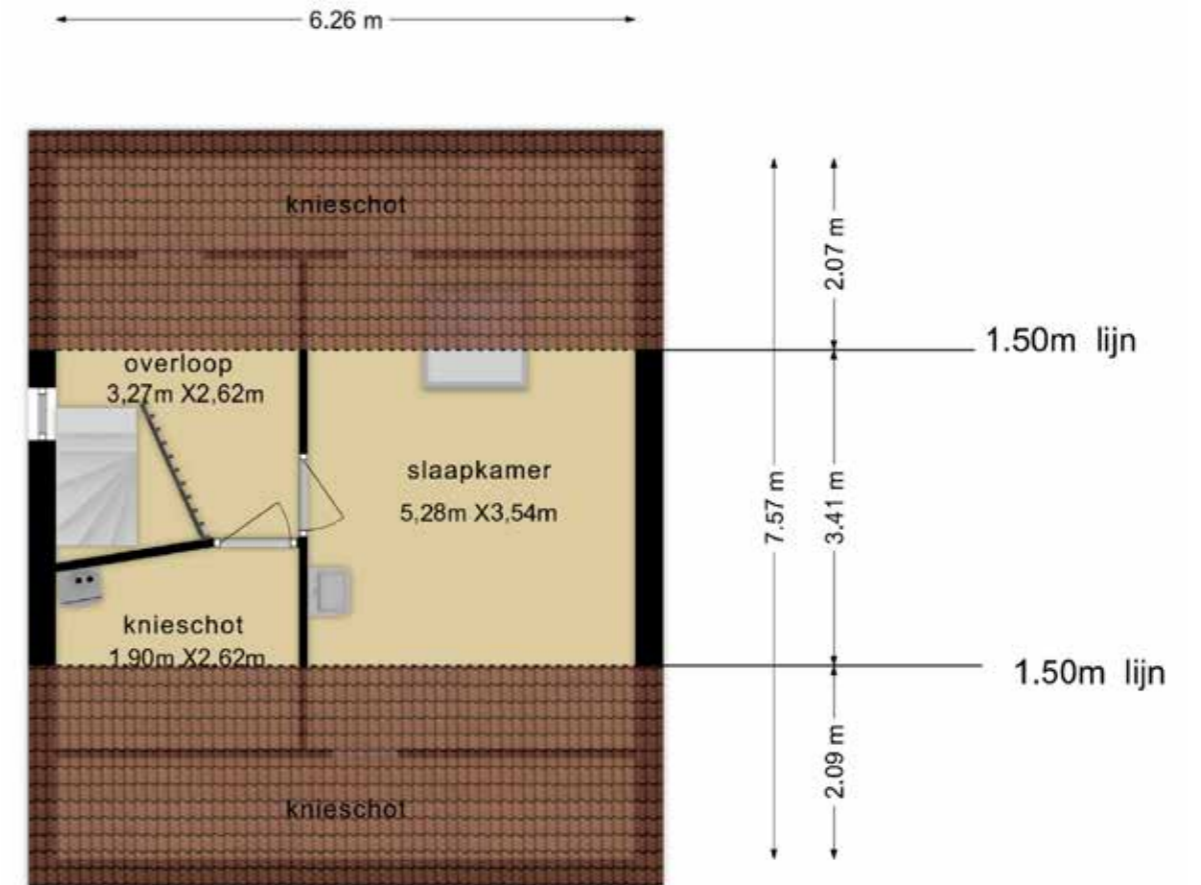 6.26 m
knieschot
2.07 m
1.50m lijn
overloop
3,27m X2,62m
slaapkamer
5,28m X3,54m
7.57 m
3.41 m
knieschot
1,90m X2,62m
1.50m lijn
2.09 m
knieschot